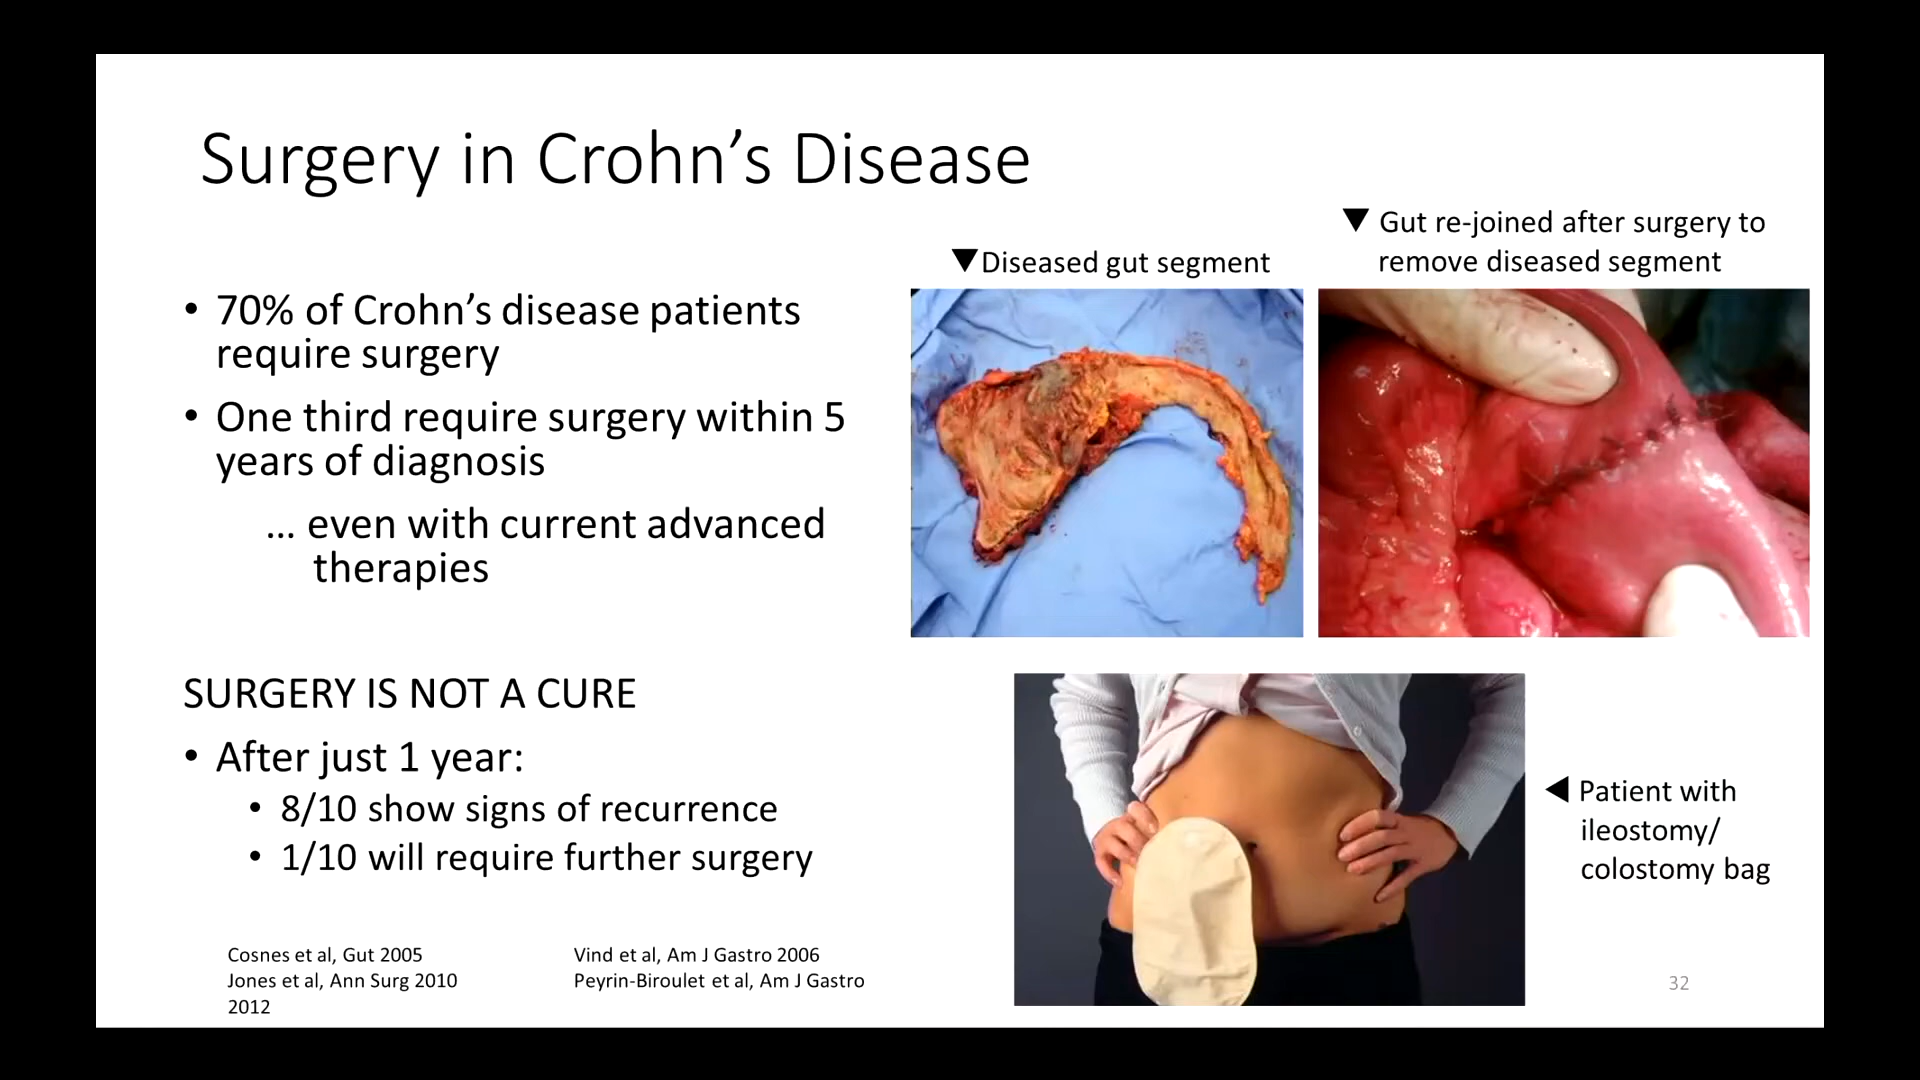 Surgery in Crohn’s Disease
• 70% of Crohn’s disease patients
require surgery
• One third require surgery within 5
years of diagnosis
... even with current advanced
therapies
SURGERY IS NOT A CURE
• After just 1 year:
• 8/10 show signs of recurrence
• 1/10 will require further surgery
▼Diseased gut segment
▼ Gut re-joined after surgery to
remove diseased segment
◀ Patient with
ileostomy/
colostomy bag
Cosnes et al, Gut 2005 Vind et al, Am J Gastro 2006
Jones et al, Ann Surg 2010 Peyrin-Biroulet et al, Am J Gastro
2012
32